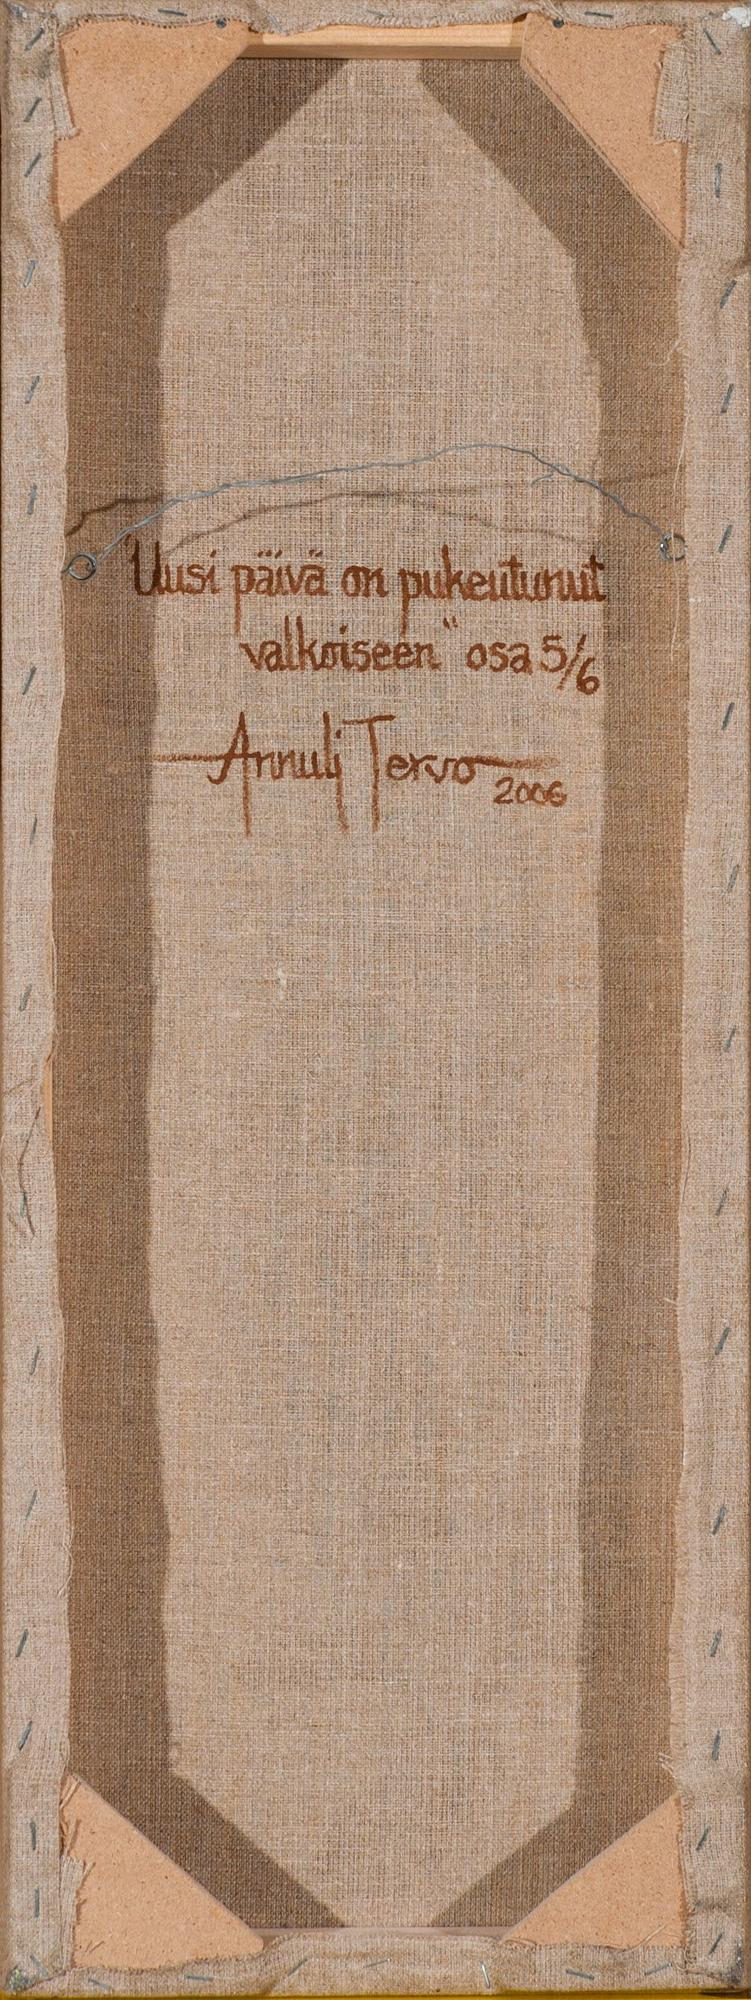 "Uusi päivä on pukeutunut
valkoiseen" osa 5/6
Annuli Tervo
2006